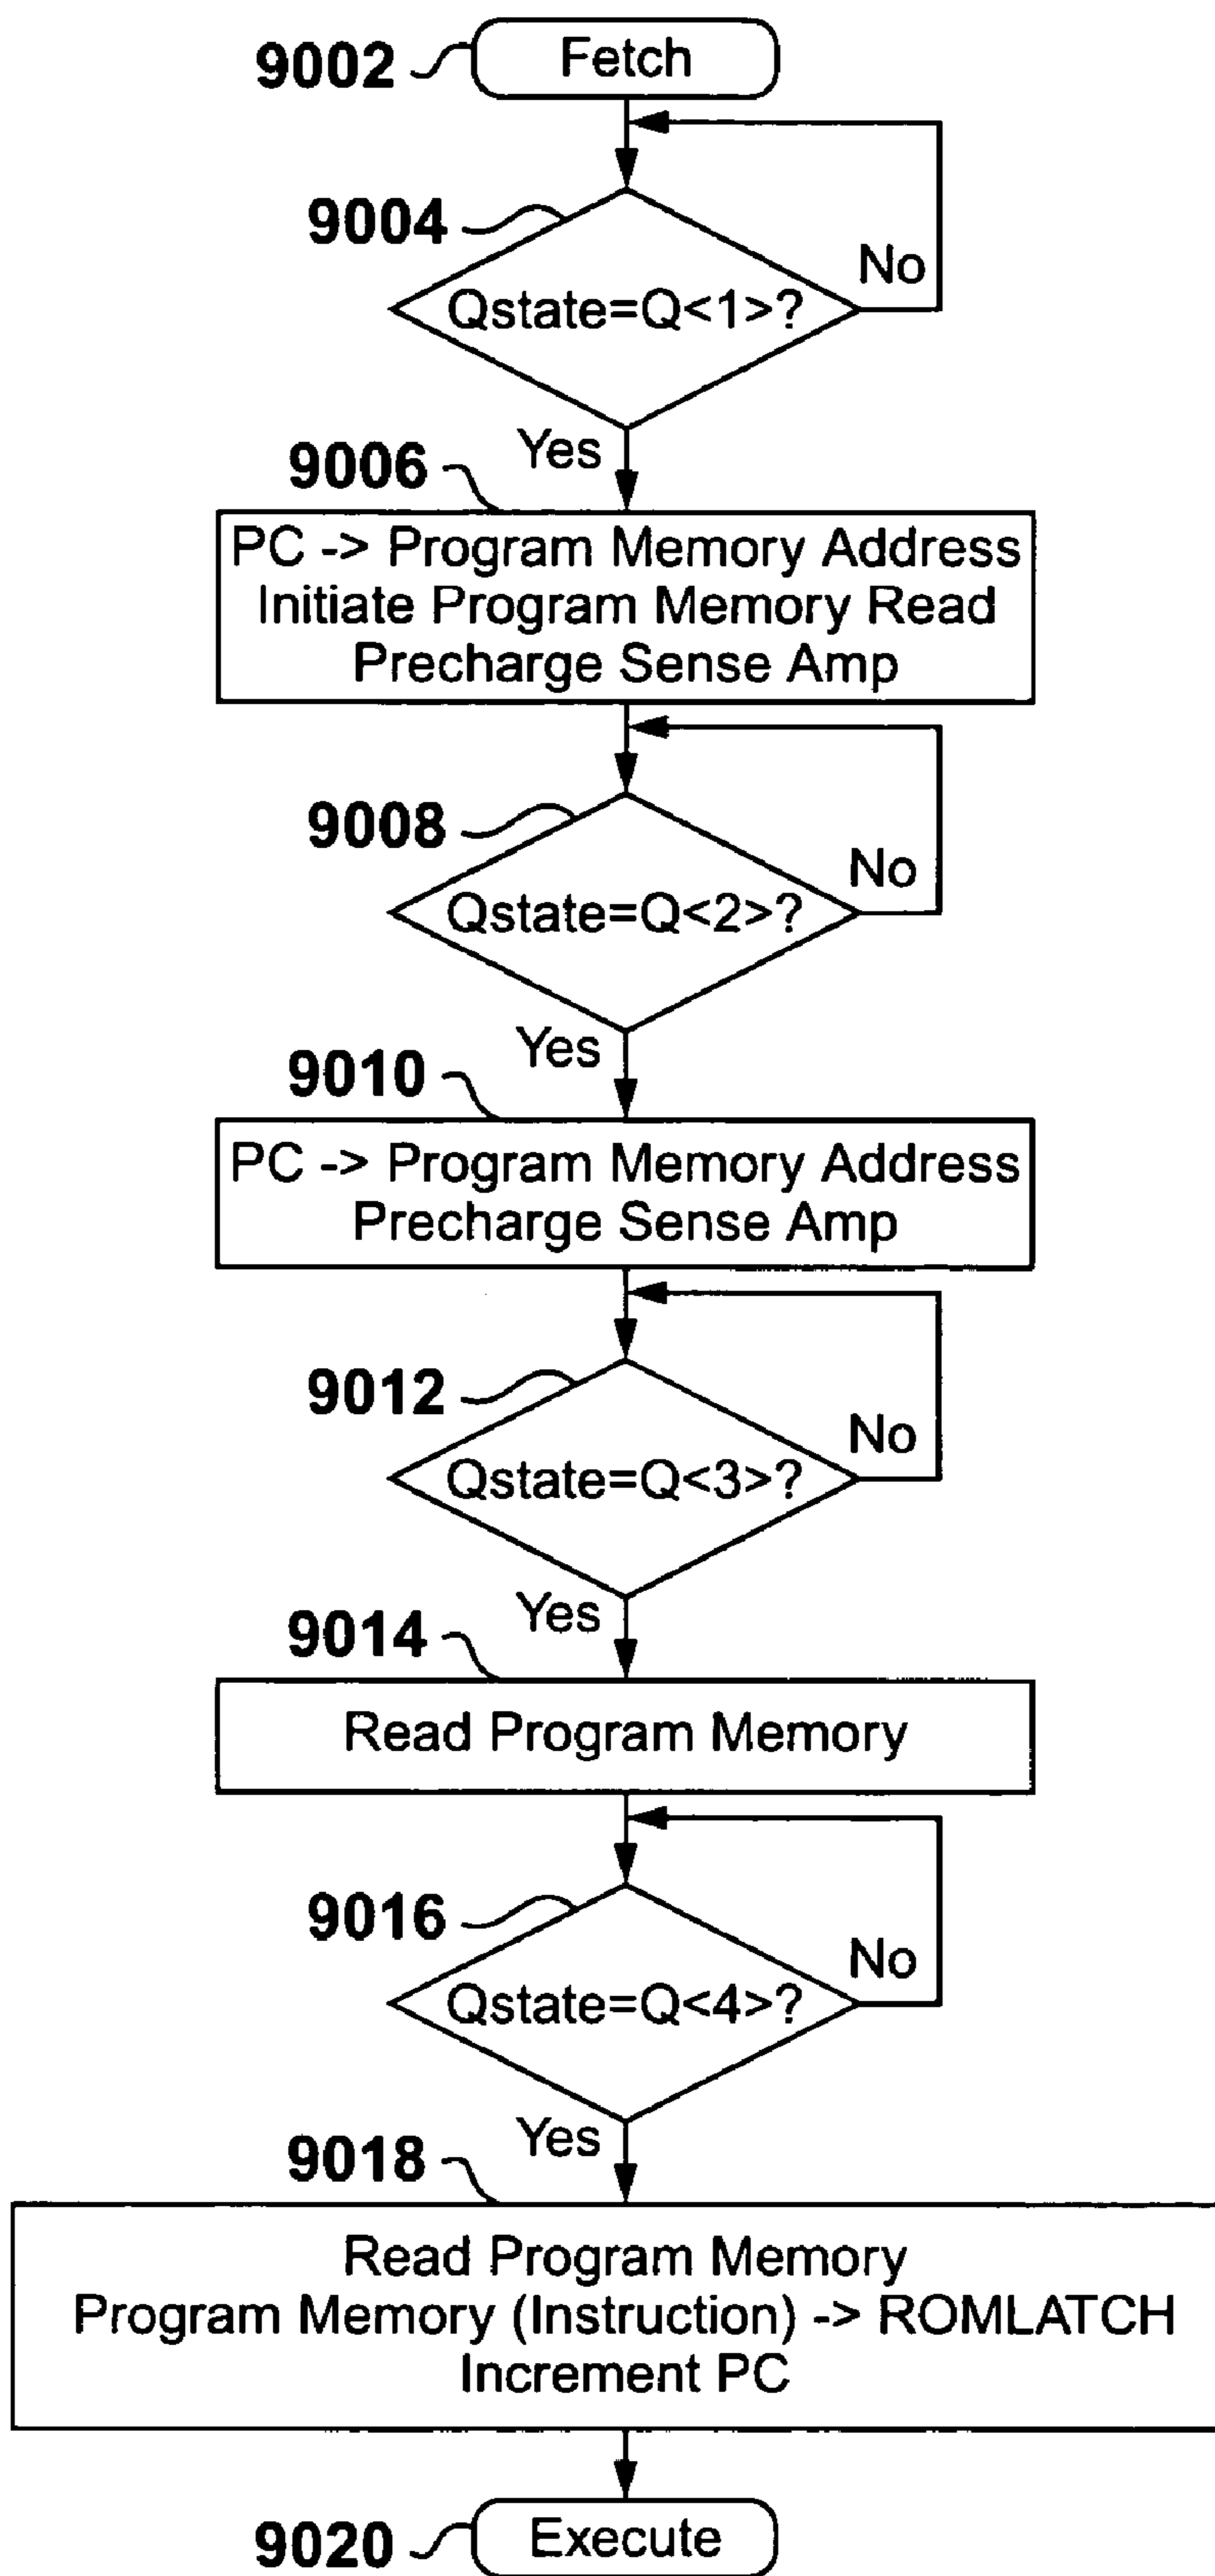 9002
Fetch
9004
No
Qstate=Q<1>?
Yes
9006
PC -> Program Memory Address
Initiate Program Memory Read
Precharge Sense Amp
9008
No
Qstate=Q<2>?
Yes
9010
PC -> Program Memory Address
Precharge Sense Amp
9012
No
Qstate=Q<3>?
Yes
9014
Read Program Memory
9016
No
Qstate=Q<4>?
Yes
9018
Read Program Memory
Program Memory (Instruction) -> ROMLATCH
Increment PC
9020
Execute